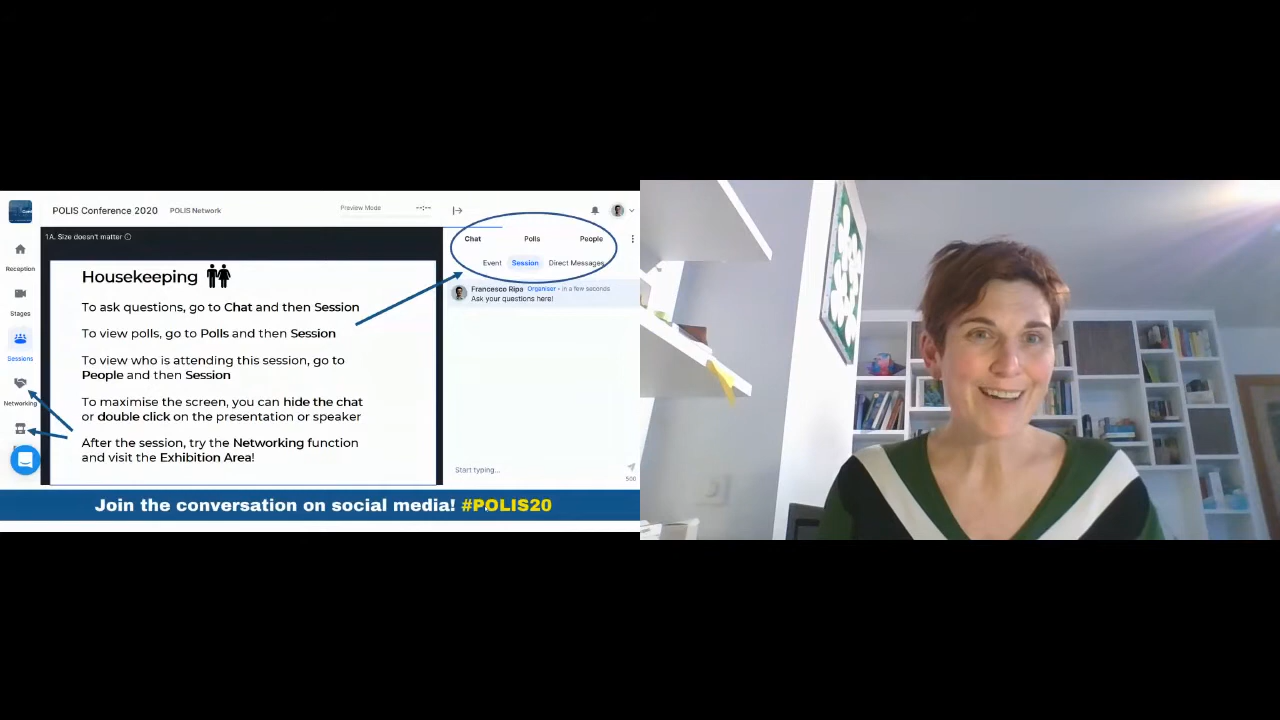 POLIS Conference 2020
POLIS Network
Preview Mode
--:--
1A. Size doesn't matter
Reception
Stages
Sessions
Networking
Housekeeping
To ask questions, go to Chat and then Session
To view polls, go to Polls and then Session
To view who is attending this session, go to
People and then Session
To maximise the screen, you can hide the chat
or double click on the presentation or speaker
After the session, try the Networking function
and visit the Exhibition Area!
Chat Polls People
Event Session Direct Messages
Francesco Ripa Organiser • in a few seconds
Ask your questions here!
Start typing...
500
Join the conversation on social media! #POLIS20